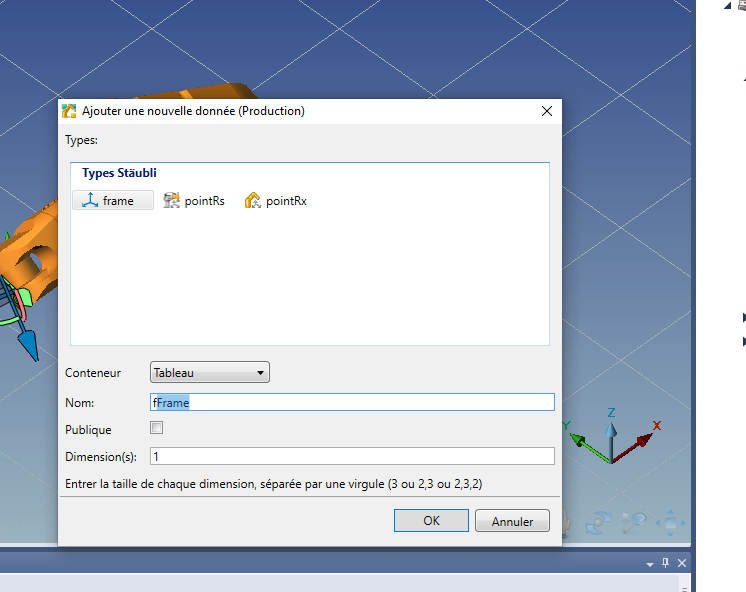 Ajouter une nouvelle donnée (Production)
Types:
Types Stäubli
frame pointRs pointRx
Conteneur Tableau
Nom: fFrame
Publique
Dimension(s): 1
Entrer la taille de chaque dimension, séparée par une virgule (3 ou 2,3 ou 2,3,2)
OK Annuler
Y Z X